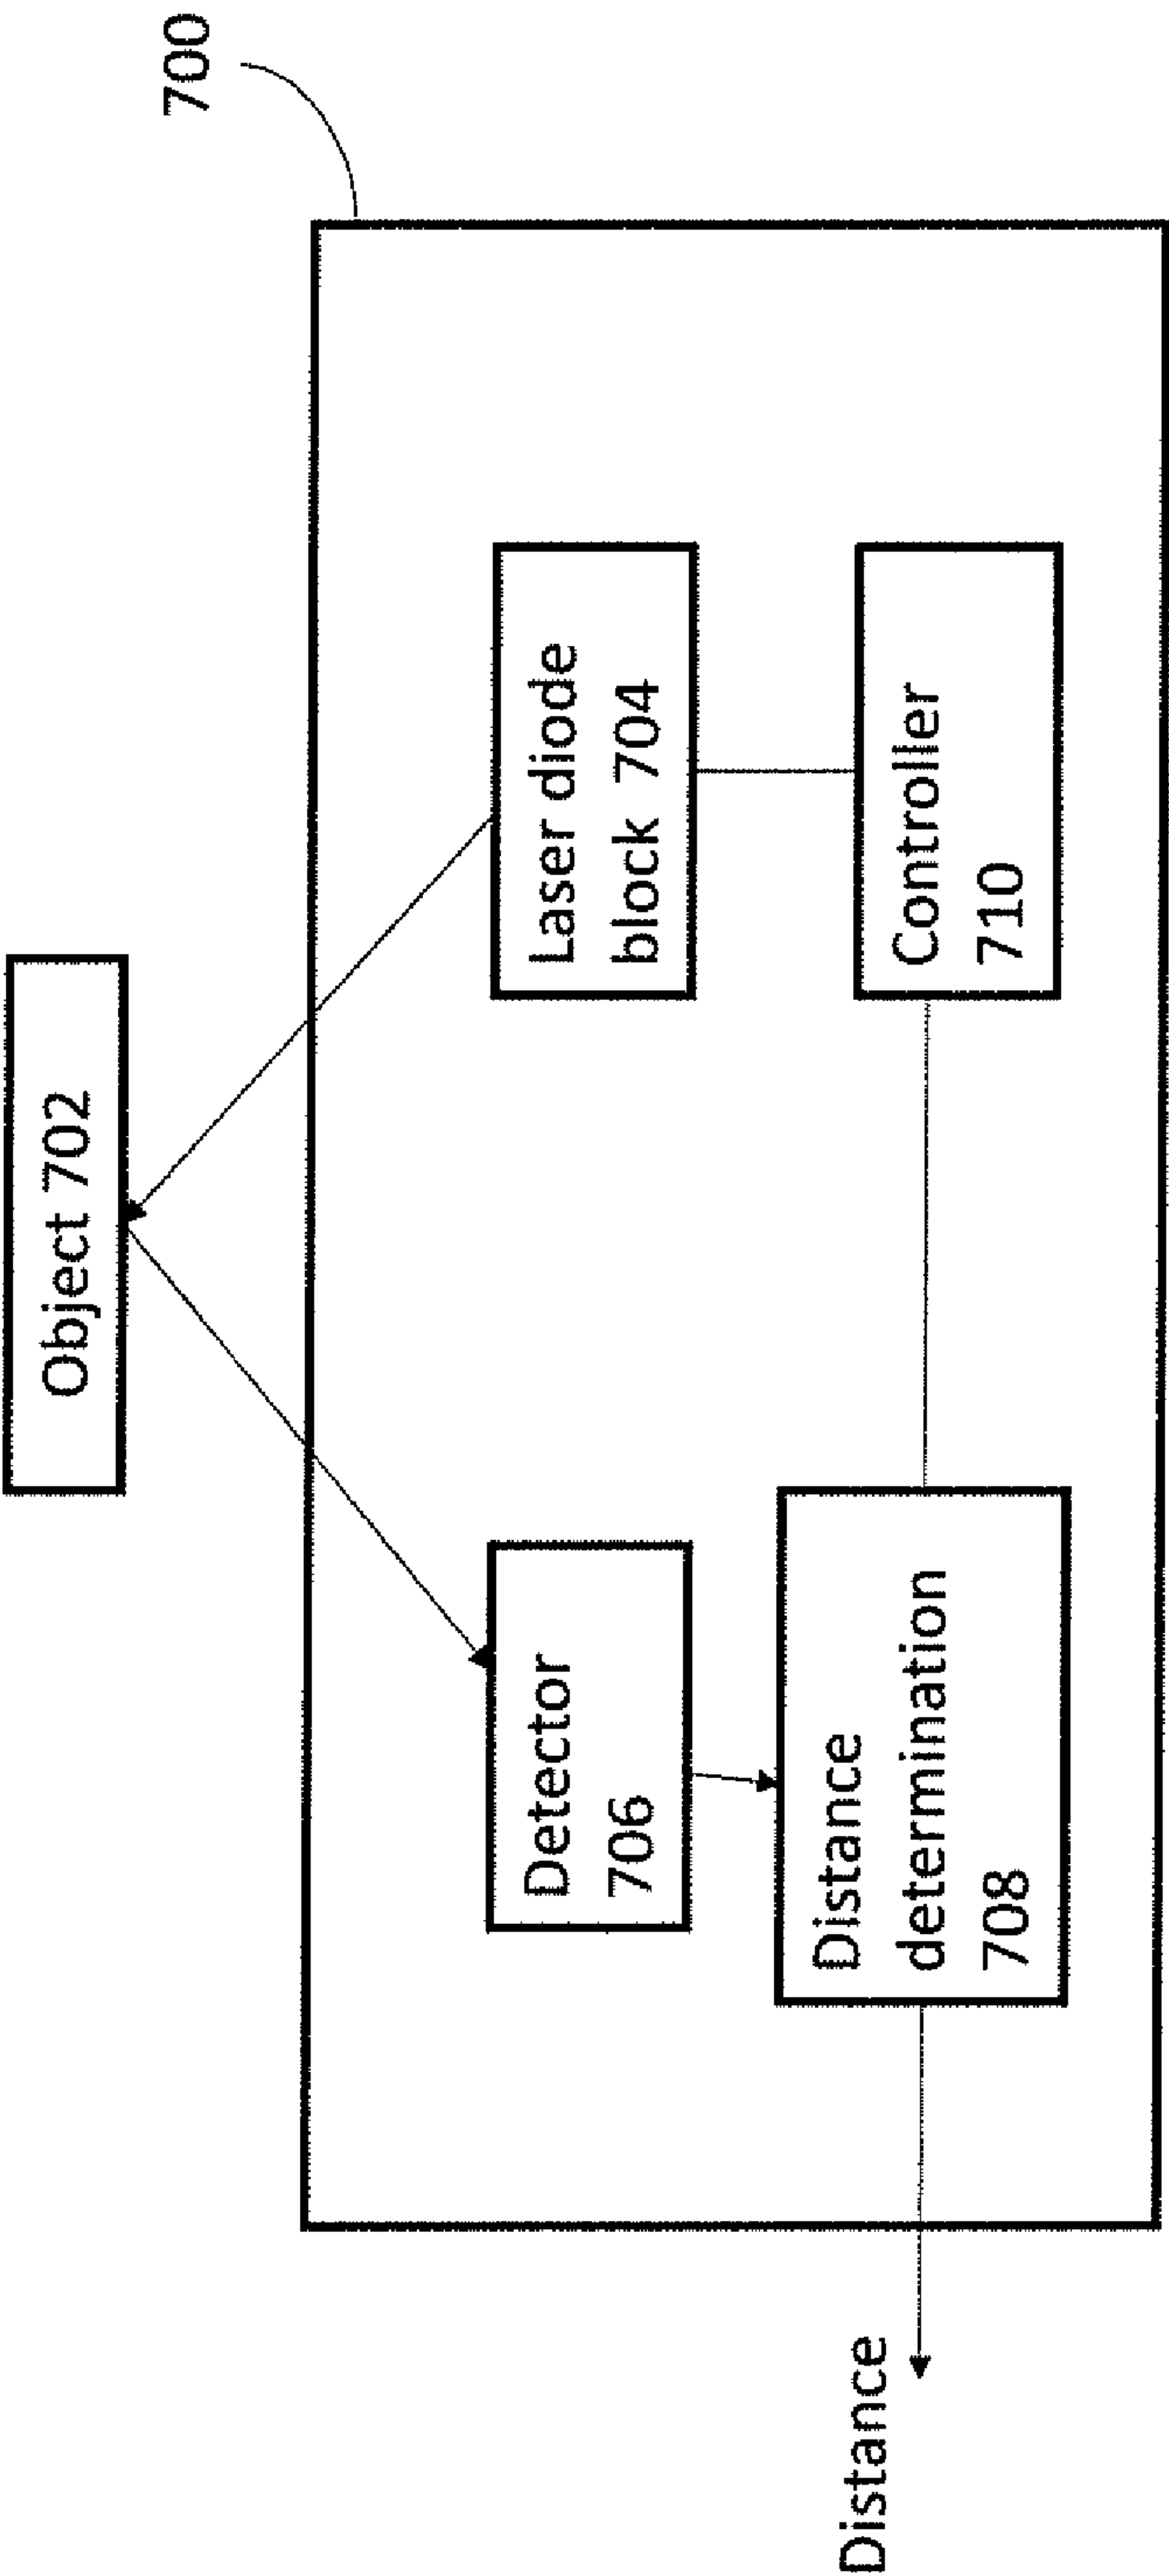 700
Object 702
Laser diode
block 704
Controller
710
Detector
706
Distance
determination
708
Distance